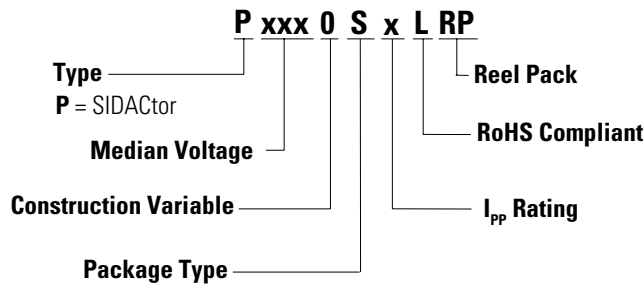 P xxx 0 S x L RP
Type
P = SIDACtor
Median Voltage
Construction Variable
Package Type
Reel Pack
RoHS Compliant
Ipp Rating